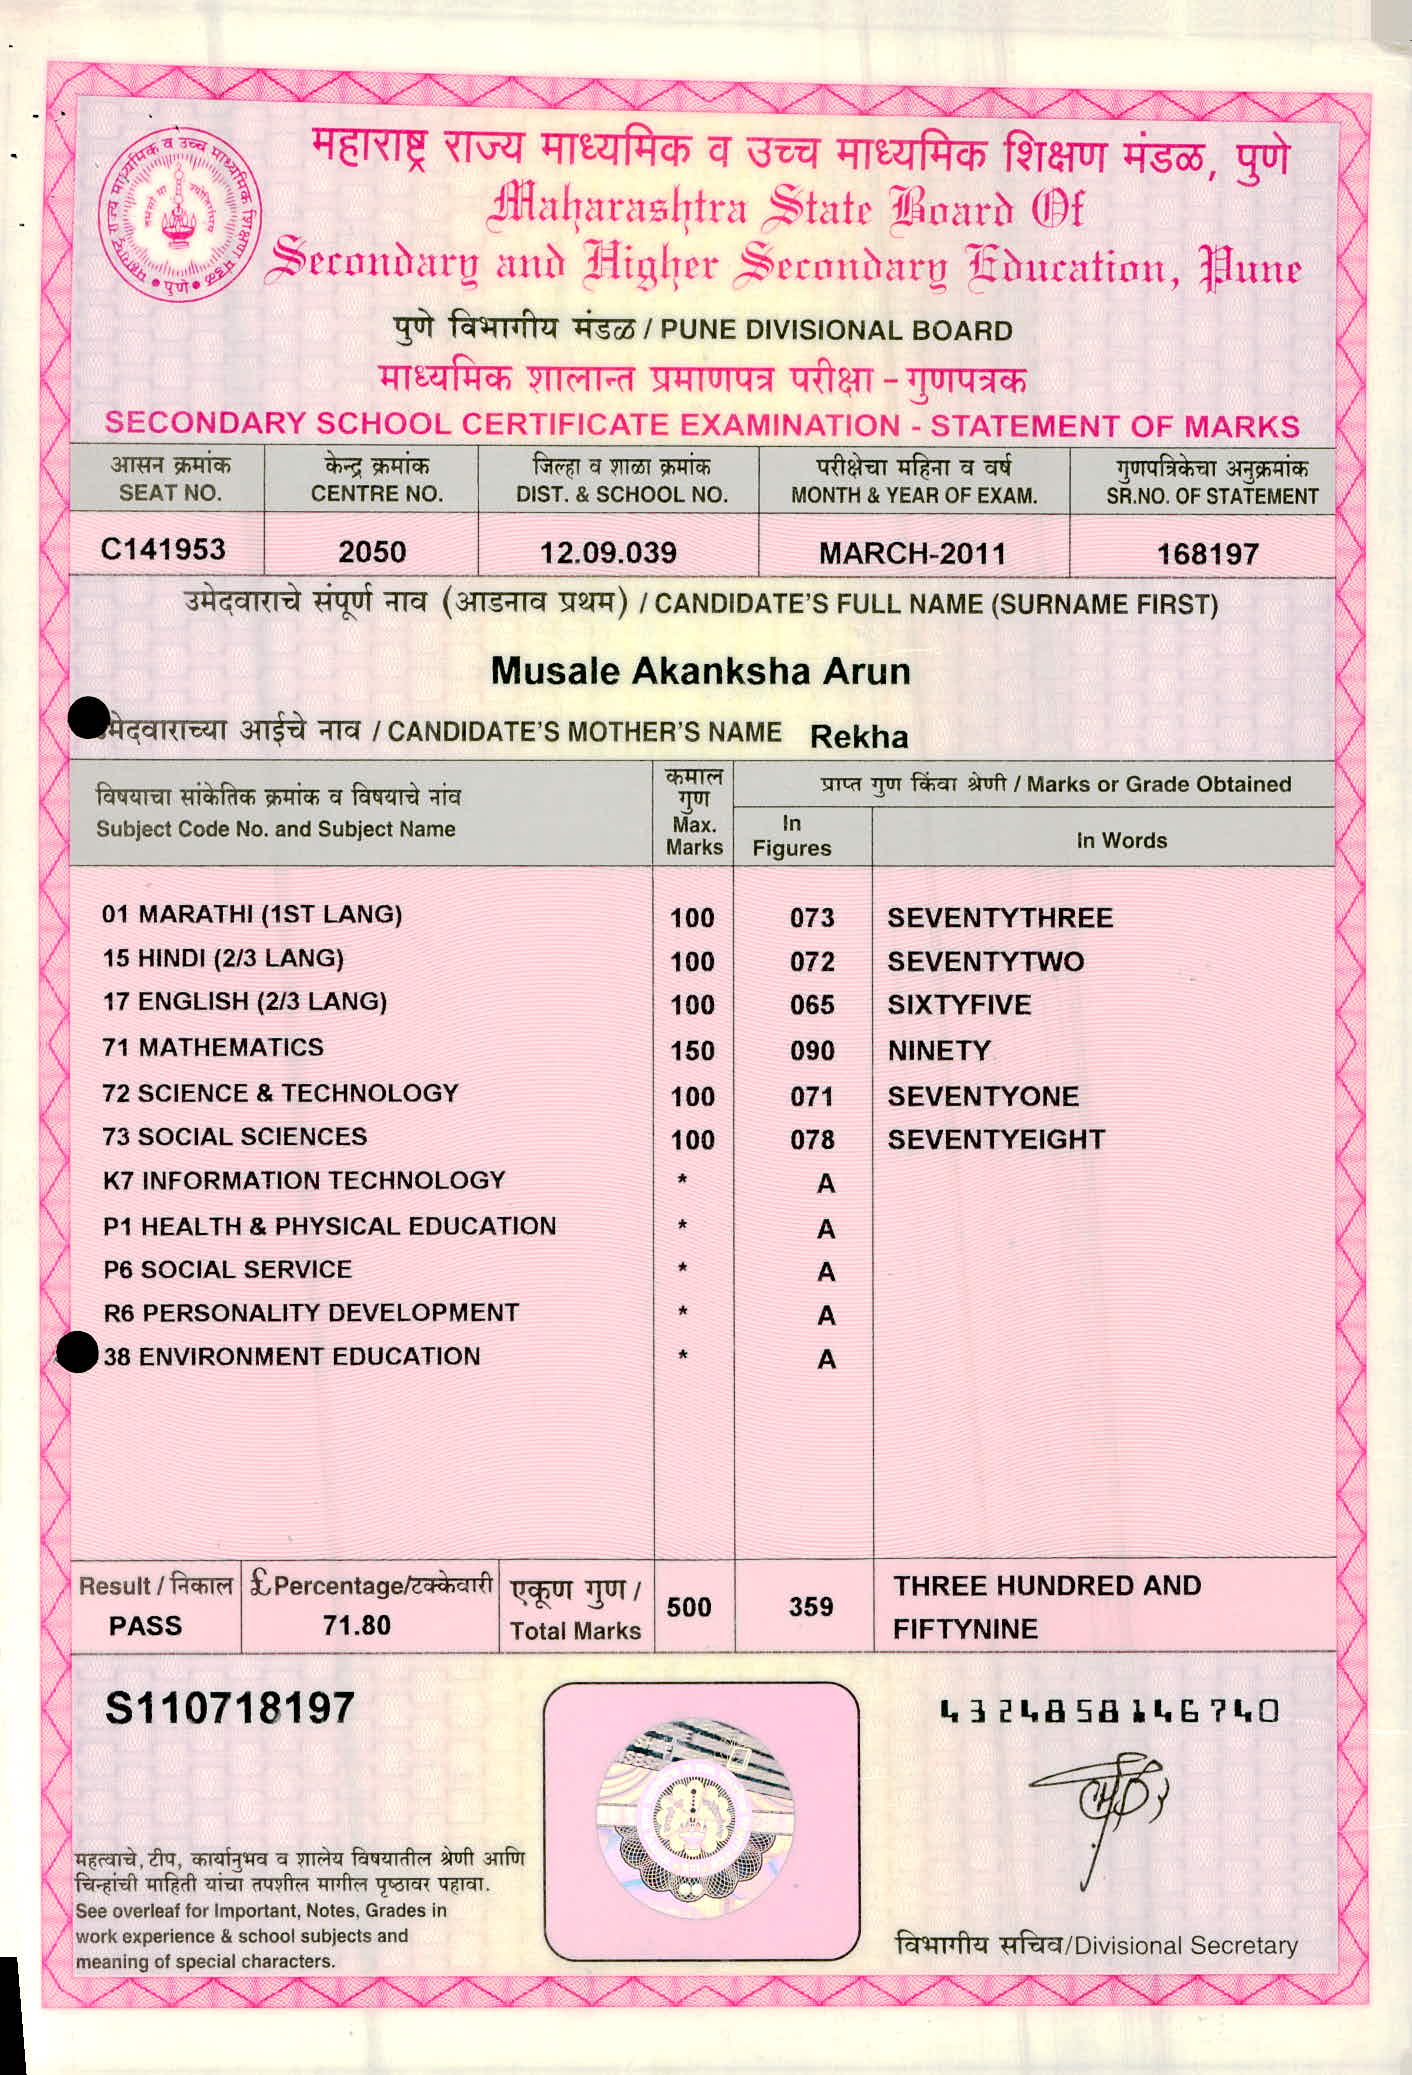 महाराष्ट्र राज्य माध्यमिक व उच्च माध्यमिक शिक्षण मंडळ, पुणे
Maharashtra State Board Of
Secondary and Higher Secondary Education, Pune
पुणे विभागीय मंडळ / PUNE DIVISIONAL BOARD
माध्यमिक शालान्त प्रमाणपत्र परीक्षा - गुणपत्रक
SECONDARY SCHOOL CERTIFICATE EXAMINATION - STATEMENT OF MARKS
आसन क्रमांक केन्द्र क्रमांक जिल्हा व शाळा क्रमांक परीक्षेचा महिना व वर्ष गुणपत्रिकेचा अनुक्रमांक
SEAT NO. CENTRE NO. DIST. & SCHOOL NO. MONTH & YEAR OF EXAM. SR.NO. OF STATEMENT
C141953 2050 12.09.039 MARCH-2011 168197
उमेदवाराचे संपूर्ण नाव (आडनाव प्रथम) / CANDIDATE'S FULL NAME (SURNAME FIRST)
Musale Akanksha Arun
मेदवाराच्या आईचे नाव / CANDIDATE'S MOTHER'S NAME Rekha
विषयाचा सांकेतिक क्रमांक व विषयाचे नांव
Subject Code No. and Subject Name
कमाल
गुण
Max.
Marks
प्राप्त गुण किंवा श्रेणी / Marks or Grade Obtained
In
Figures
In Words
01 MARATHI (1ST LANG) 100 073 SEVENTYTHREE
15 HINDI (2/3 LANG) 100 072 SEVENTYTWO
17 ENGLISH (2/3 LANG) 100 065 SIXTYFIVE
71 MATHEMATICS 150 090 NINETY
72 SCIENCE & TECHNOLOGY 100 071 SEVENTYONE
73 SOCIAL SCIENCES 100 078 SEVENTYEIGHT
K7 INFORMATION TECHNOLOGY * A
P1 HEALTH & PHYSICAL EDUCATION * A
P6 SOCIAL SERVICE * A
R6 PERSONALITY DEVELOPMENT * A
38 ENVIRONMENT EDUCATION * A
Result / निकाल
PASS
£ Percentage/टक्केवारी
71.80
एकूण गुण /
Total Marks
500 359
THREE HUNDRED AND
FIFTYNINE
S110718197
4324858146740
महत्वाचे, टीप, कार्यानुभव व शालेय विषयातील श्रेणी आणि
चिन्हांची माहिती यांचा तपशील मागील पृष्ठावर पहावा.
See overleaf for Important, Notes, Grades in
work experience & school subjects and
meaning of special characters.
विभागीय सचिव/Divisional Secretary